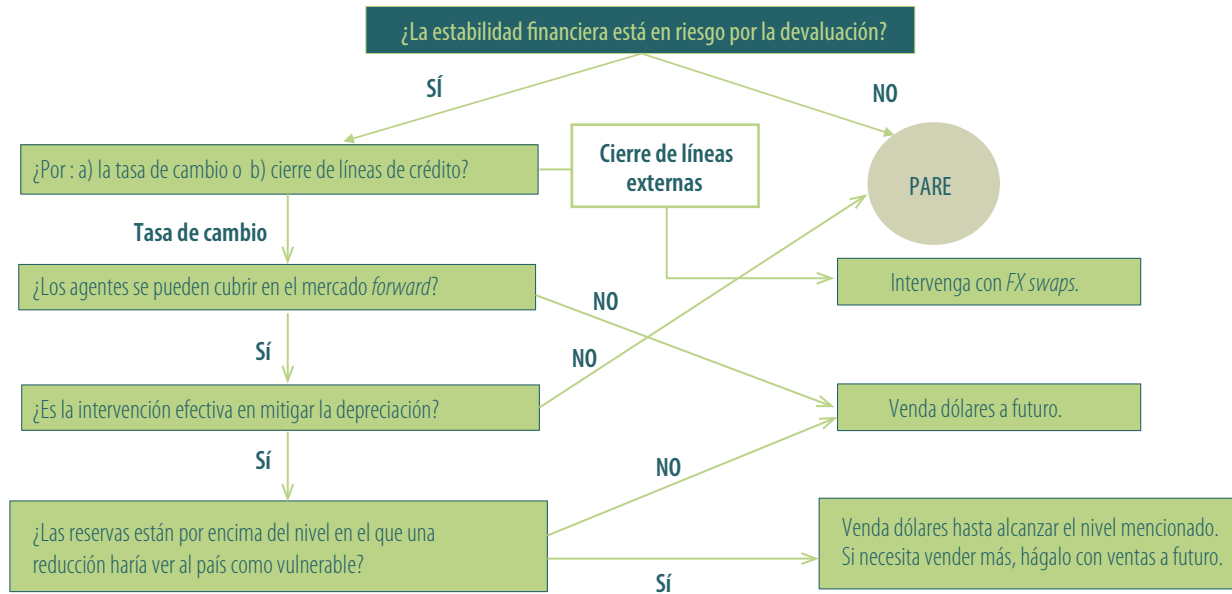 ¿La estabilidad financiera está en riesgo por la devaluación?
SÍ
NO
¿Por : a) la tasa de cambio o b) cierre de líneas de crédito?
Cierre de líneas
externas
PARE
Tasa de cambio
¿Los agentes se pueden cubrir en el mercado forward?
Intervenga con FX swaps.
NO
Sí
NO
¿Es la intervención efectiva en mitigar la depreciación?
Venda dólares a futuro.
Sí
NO
¿Las reservas están por encima del nivel en el que una
reducción haría ver al país como vulnerable?
Venda dólares hasta alcanzar el nivel mencionado.
Si necesita vender más, hágalo con ventas a futuro.
Sí